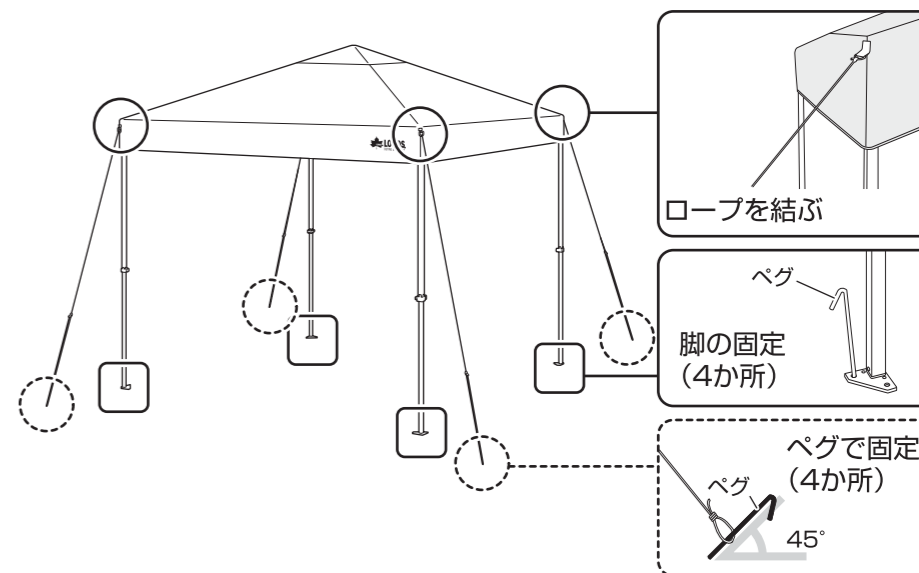 ロープを結ぶ
ペグ
脚の固定
（4か所）
ペグで固定
（4か所）
ペグ
45°